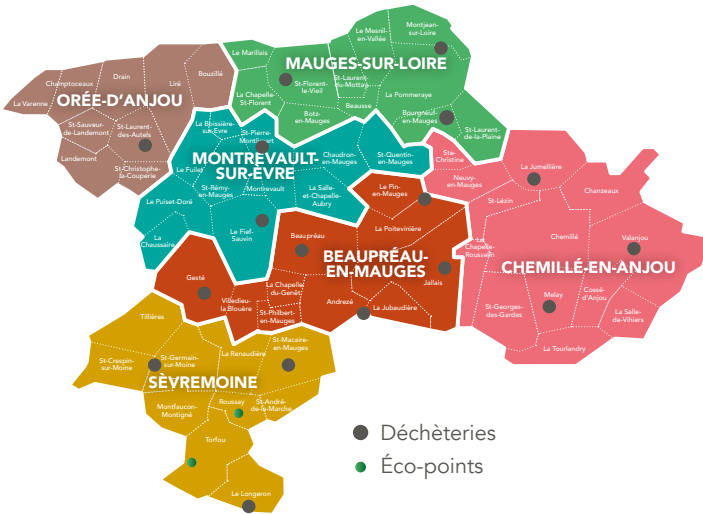 Le Mesnil-
en-Vallée
Montjean-
sur-Loire
Le Marillais
MAUGES-SUR-LOIRE
Bouzillé
Drain
Liré
Champtoceaux
La Varenne
ORÉE-D'ANJOU
St-Florent-
le-Vieil
St-Laurent-
du-Mottay
La Pommeraye
La Chapelle-
St-Florent
Botz-
en-Mauges
Beausse
Bourgneuf-
en-Mauges
St-Laurent-
de-la-Plaine
St-Sauveur-
de-Landemont
St-Laurent-
des-Autels
Landemont
St-Christophe-
la-Couperie
La Boissière-
sur-Èvre
St-Pierre-
Montlimart
MONTREVAULT-
SUR-ÈVRE
Chaudron-
en-Mauges
St-Quentin-
en-Mauges
Le Fuilet
St-Rémy-
en-Mauges
Montrevault
La Salle-
et-Chapelle-
Aubry
Le Puiset-Doré
La
Chaussaire
Le Fief-
Sauvin
Ste-
Christine
Neuvy-
en-Mauges
La Jumellière
Chanzeaux
St-Lézin
Chemillé
Valanjou
La
Chapelle-
Rousselin
CHEMILLÉ-EN-ANJOU
St-Georges-
des-Gardes
Melay
Cossé-
d'Anjou
La Salle-
de-Vihiers
La Tourlandry
Le Pin-
en-Mauges
La Poitevinière
Beaupréau
BEAUPRÉAU-
EN-MAUGES
Jallais
Gesté
La Chapelle-
du-Genêt
Villedieu-
la-Blouère
St-Philbert-
en-Mauges
Andrezé
La Jubaudière
Tillières
St-Crespin-
sur-Moine
St-Germain-
sur-Moine
La Renaudière
St-Macaire-
en-Mauges
SÈVREMOINE
Montfaucon-
Montigné
Roussay
St-André-
de-la-Marche
Torfou
Le Longeron
Déchèteries
Éco-points